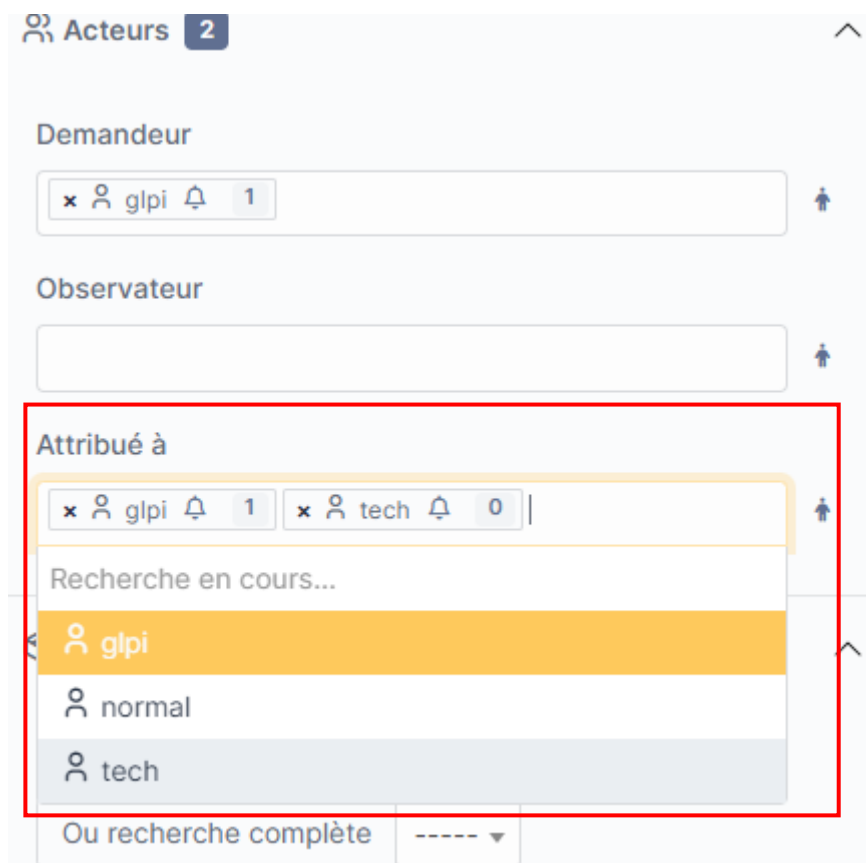 Acteurs 2
Demandeur
× glpi 1
Observateur
Attribué à
× glpi 1 × tech 0
Recherche en cours...
glpi
normal
tech
Ou recherche complète -----